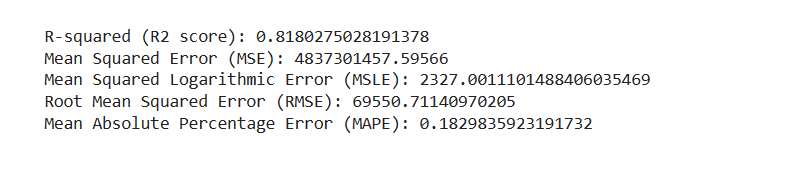 R-squared (R2 score): 0.8180275028191378
Mean Squared Error (MSE): 4837301457.59566
Mean Squared Logarithmic Error (MSLE): 2327.0011101488406035469
Root Mean Squared Error (RMSE): 69550.71140970205
Mean Absolute Percentage Error (MAPE): 0.1829835923191732